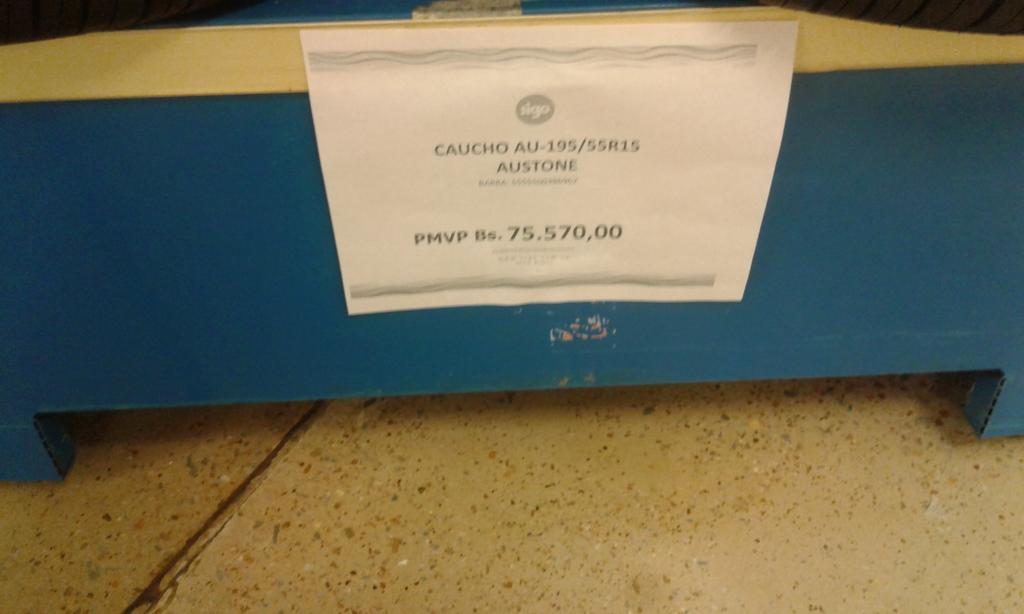 sigo
CAUCHO AU-195/55R15
AUSTONE
PMVP Bs. 75.570,00